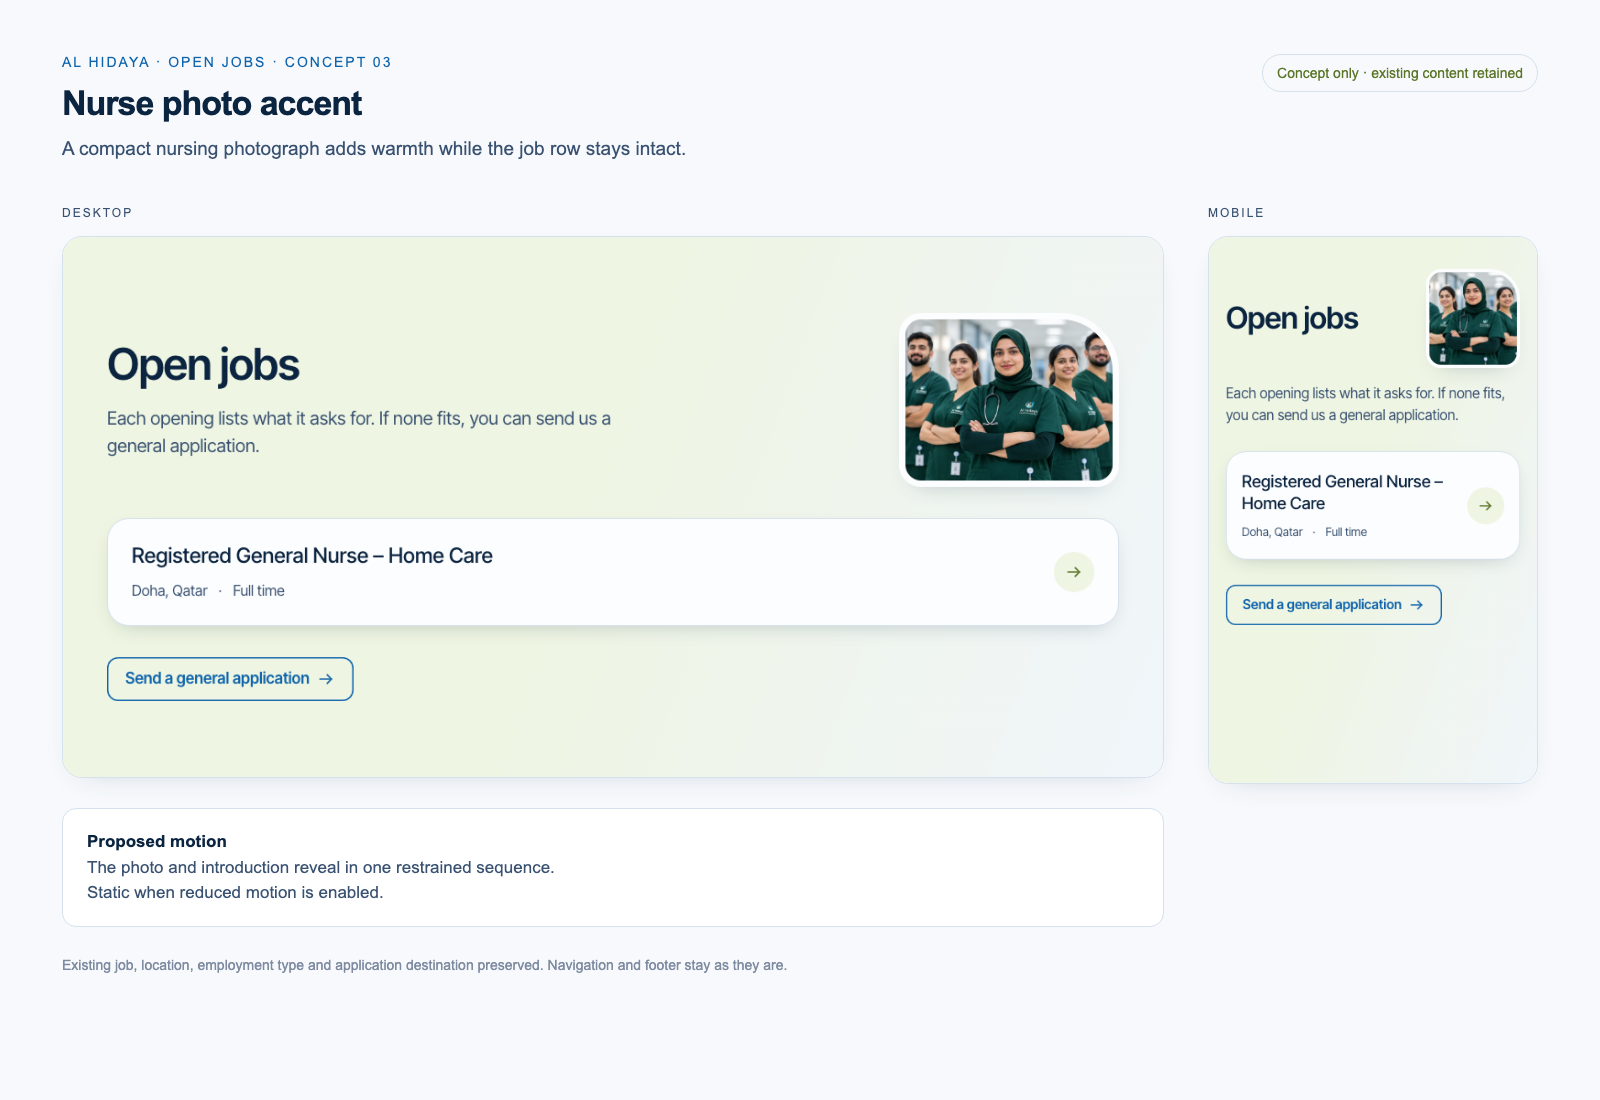 AL HIDAYA · OPEN JOBS · CONCEPT 03
Concept only · existing content retained
Nurse photo accent
A compact nursing photograph adds warmth while the job row stays intact.
DESKTOP
Open jobs
Each opening lists what it asks for. If none fits, you can send us a
general application.
Registered General Nurse – Home Care
Doha, Qatar · Full time
Send a general application →
MOBILE
Open jobs
Each opening lists what it asks for. If none fits,
you can send us a general application.
Registered General Nurse –
Home Care
Doha, Qatar · Full time
Send a general application →
Proposed motion
The photo and introduction reveal in one restrained sequence.
Static when reduced motion is enabled.
Existing job, location, employment type and application destination preserved. Navigation and footer stay as they are.